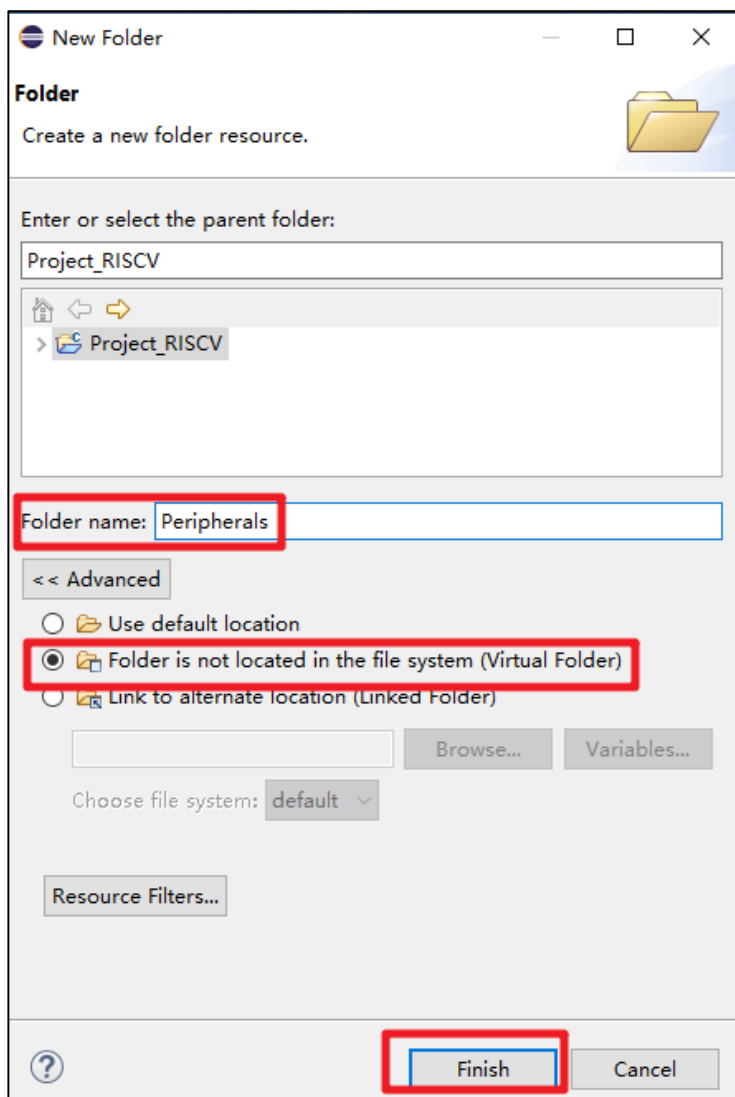 New Folder
Folder
Create a new folder resource.
Enter or select the parent folder:
Project_RISCV
Project_RISCV
Folder name: Peripherals
<< Advanced
Use default location
Folder is not located in the file system (Virtual Folder)
Link to alternate location (Linked Folder)
Browse... Variables...
Choose file system: default
Resource Filters...
? Finish Cancel